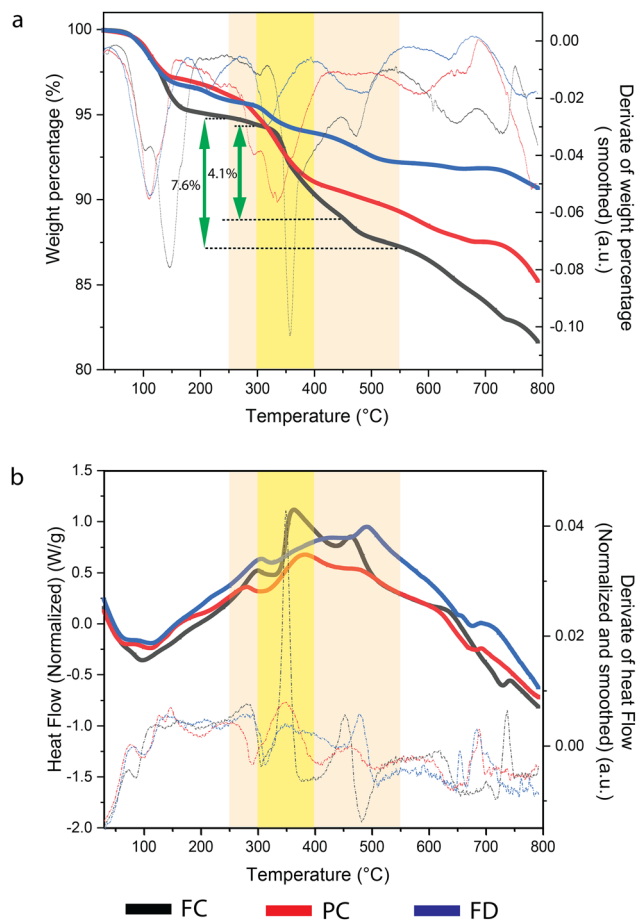 a
100
95
90
85
80
Weight percentage (%)
7.6%
4.1%
0.00
-0.02
-0.04
-0.06
-0.08
-0.10
Derivate of weight percentage
( smoothed) (a.u.)
100 200 300 400 500 600 700 800
Temperature (°C)
b
1.5
1.0
0.5
0.0
-0.5
-1.0
-1.5
-2.0
Heat Flow (Normalized) (W/g)
0.04
0.02
0.00
Derivate of heat Flow
(Normalized and smoothed) (a.u.)
100 200 300 400 500 600 700 800
Temperature (°C)
FC PC FD